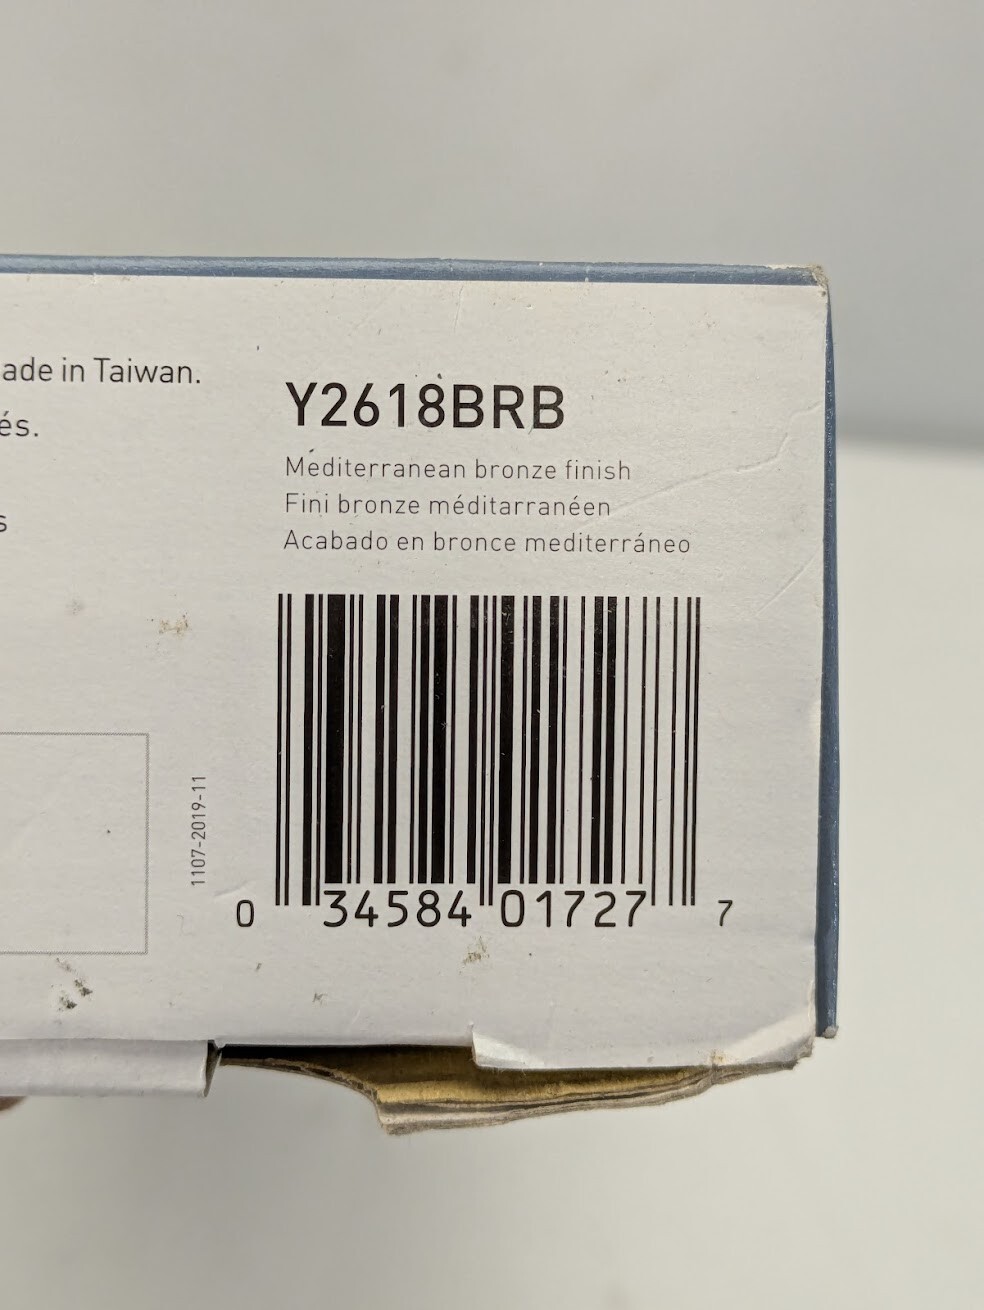 ade in Taiwan.
és.
s
Y2618BRB
Mediterranean bronze finish
Fini bronze méditarranéen
Acabado en bronce mediterráneo
1107-2019-11
0 34584 01727 7